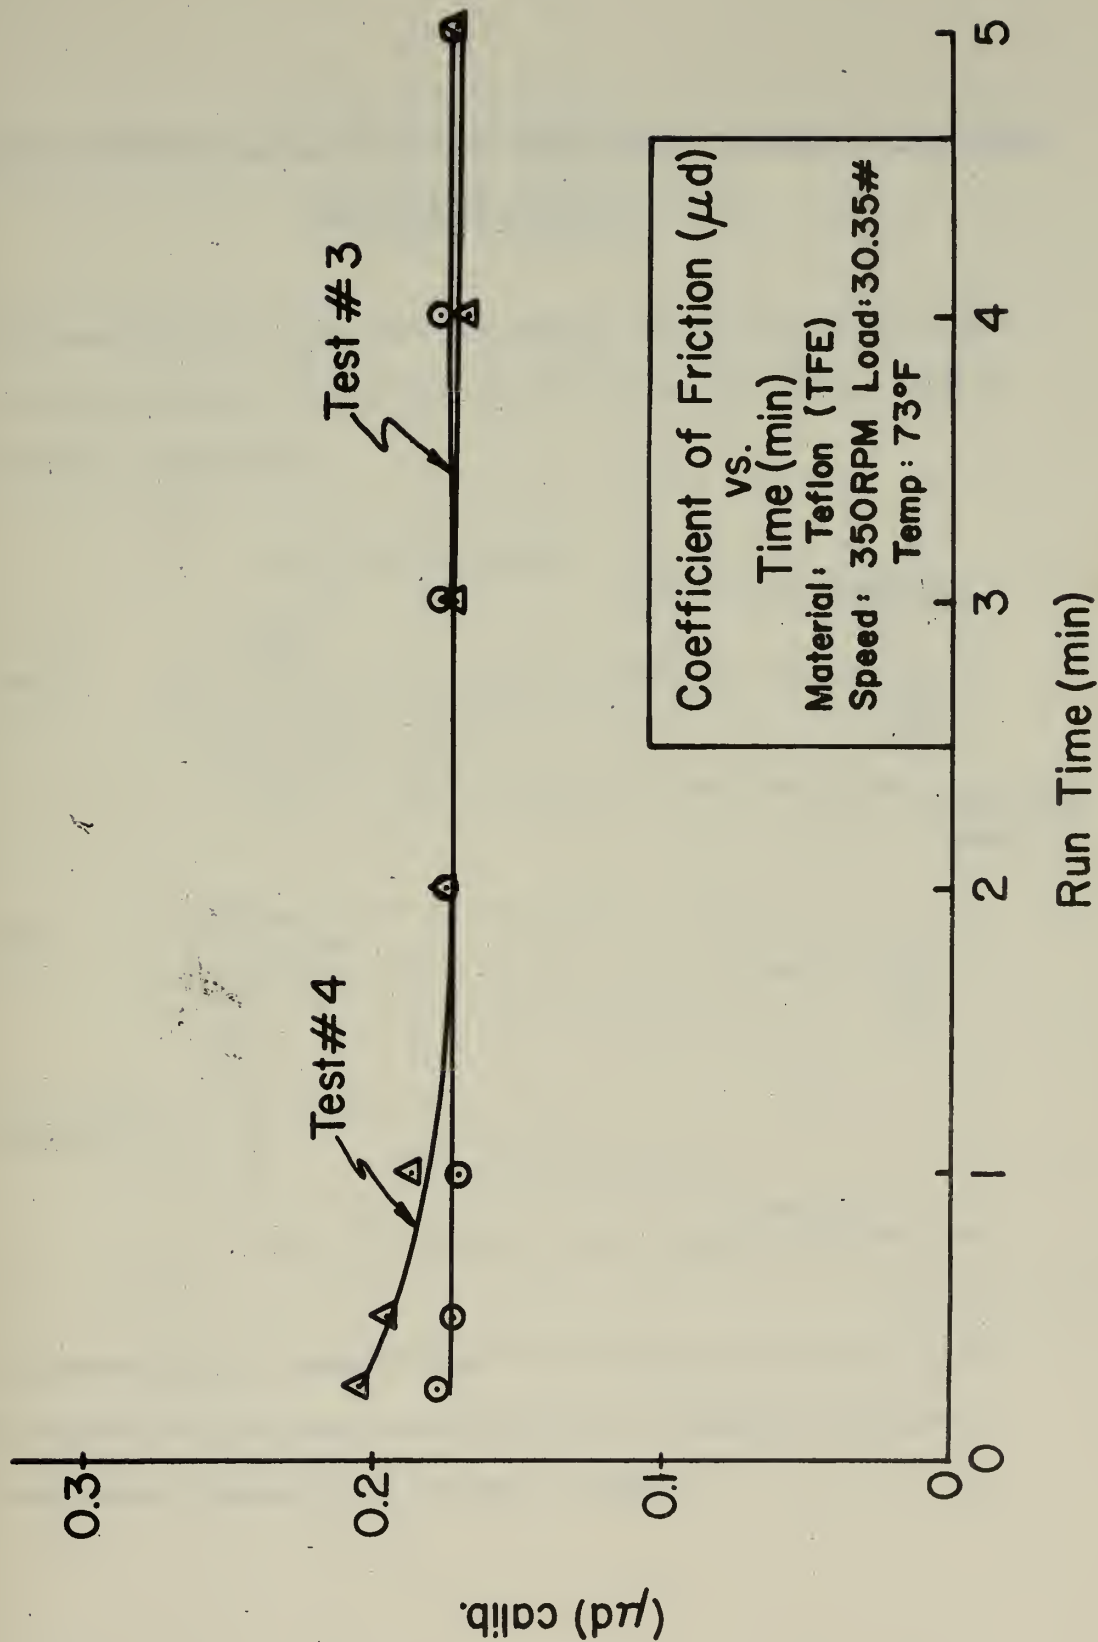 (μd) calib.
0.3
0.2
0.1
0
Test #4
Test #3
Coefficient of Friction (μd)
vs.
Time (min)
Material: Teflon (TFE)
Speed: 350RPM Load: 30.35#
Temp: 73°F
0 1 2 3 4 5
Run Time (min)